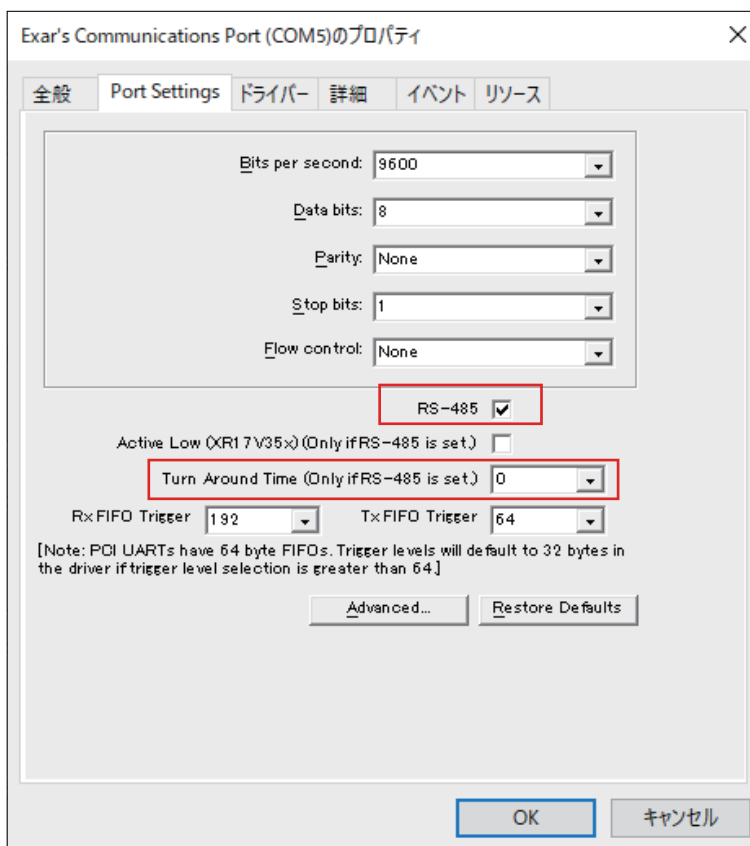 Exar's Communications Port (COM5)のプロパティ
全般 Port Settings ドライバー 詳細 イベント リソース
Bits per second: 9600
Data bits: 8
Parity: None
Stop bits: 1
Flow control: None
RS-485
Active Low (XR17V35x) (Only if RS-485 is set.)
Turn Around Time (Only if RS-485 is set.) 0
Rx FIFO Trigger 192 Tx FIFO Trigger 64
[Note: PCI UARTs have 64 byte FIFOs. Trigger levels will default to 32 bytes in
the driver if trigger level selection is greater than 64.]
Advanced... Restore Defaults
OK キャンセル